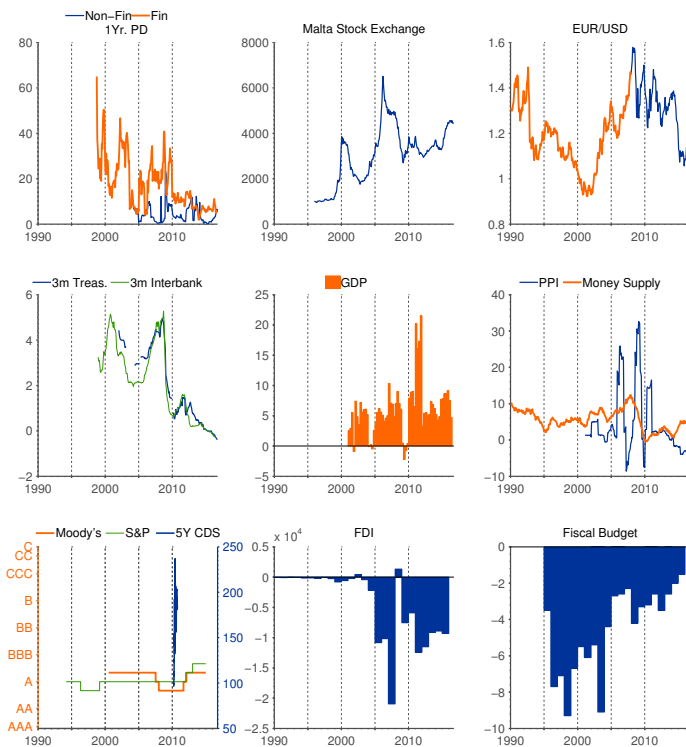 Non−Fin Fin
1Yr. PD
80
60
40
20
0
1990 2000 2010
Malta Stock Exchange
8000
6000
4000
2000
0
1990 2000 2010
EUR/USD
1.6
1.4
1.2
1
0.8
1990 2000 2010
3m Treas. 3m Interbank
6
4
2
0
−2
1990 2000 2010
GDP
25
20
15
10
5
0
−5
1990 2000 2010
PPI Money Supply
40
30
20
10
0
−10
1990 2000 2010
Moody's S&P 5Y CDS
C
CC
CCC
B
BB
BBB
A
AA
AAA
250
200
150
100
50
1990 2000 2010
FDI
x 10^4
0.5
0
−0.5
−1
−1.5
−2
−2.5
1990 2000 2010
Fiscal Budget
0
−2
−4
−6
−8
−10
1990 2000 2010